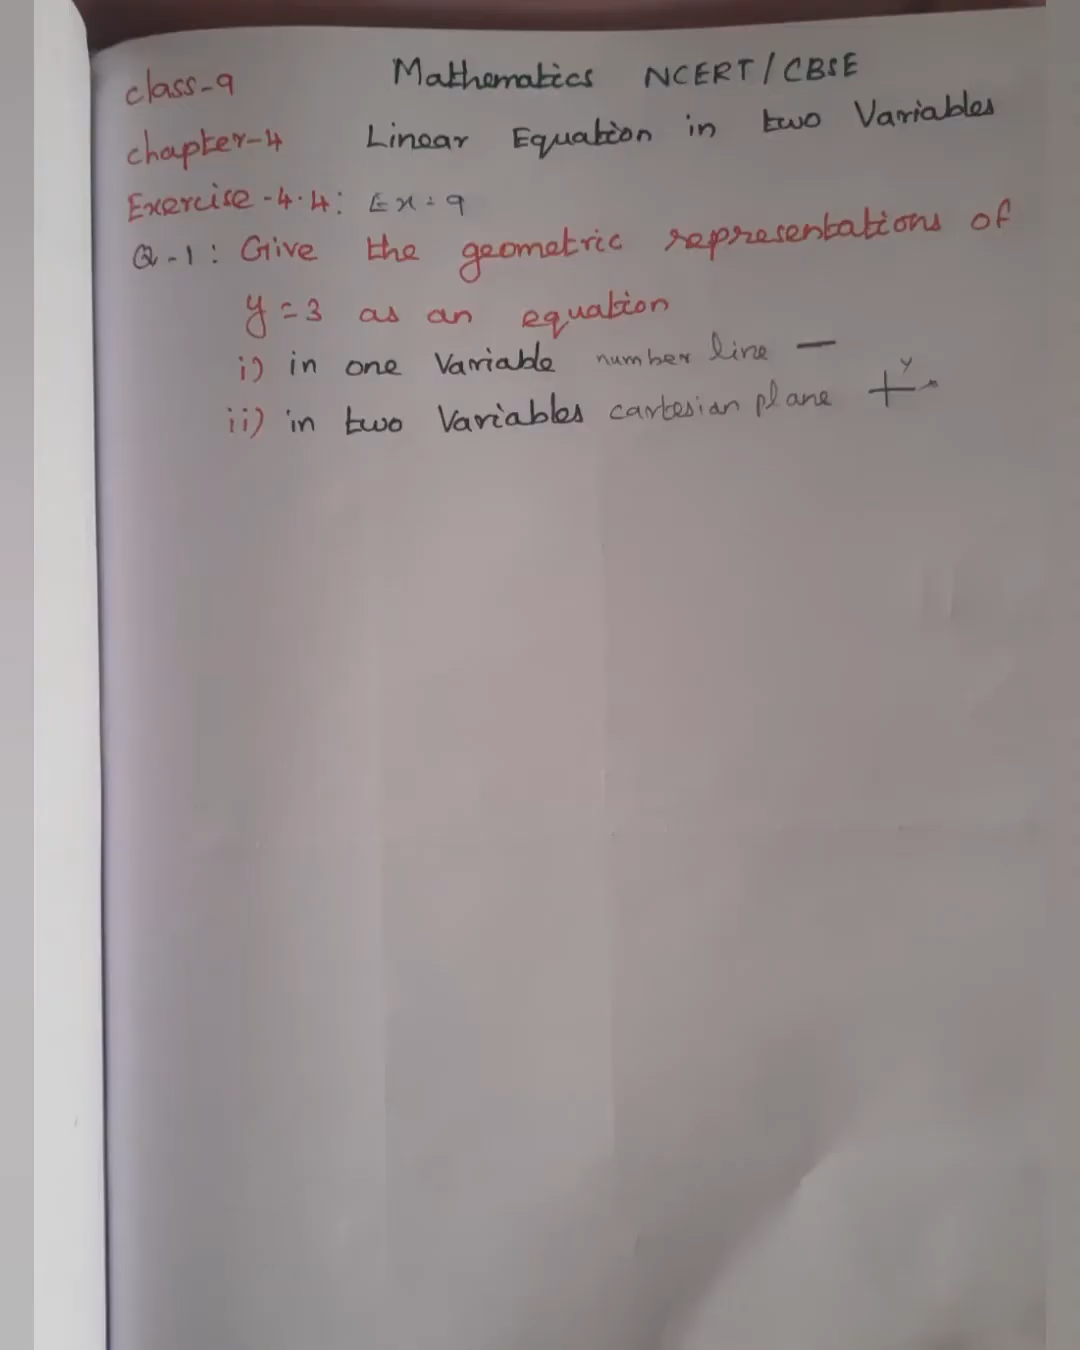 class-9 Mathematics NCERT/CBSE
chapter-4 Linear Equation in two Variables
Exercise-4.4: Ex:9
Q-1: Give the geometric representations of
y=3 as an equation
i) in one Variable number line —
ii) in two Variables cartesian plane
y